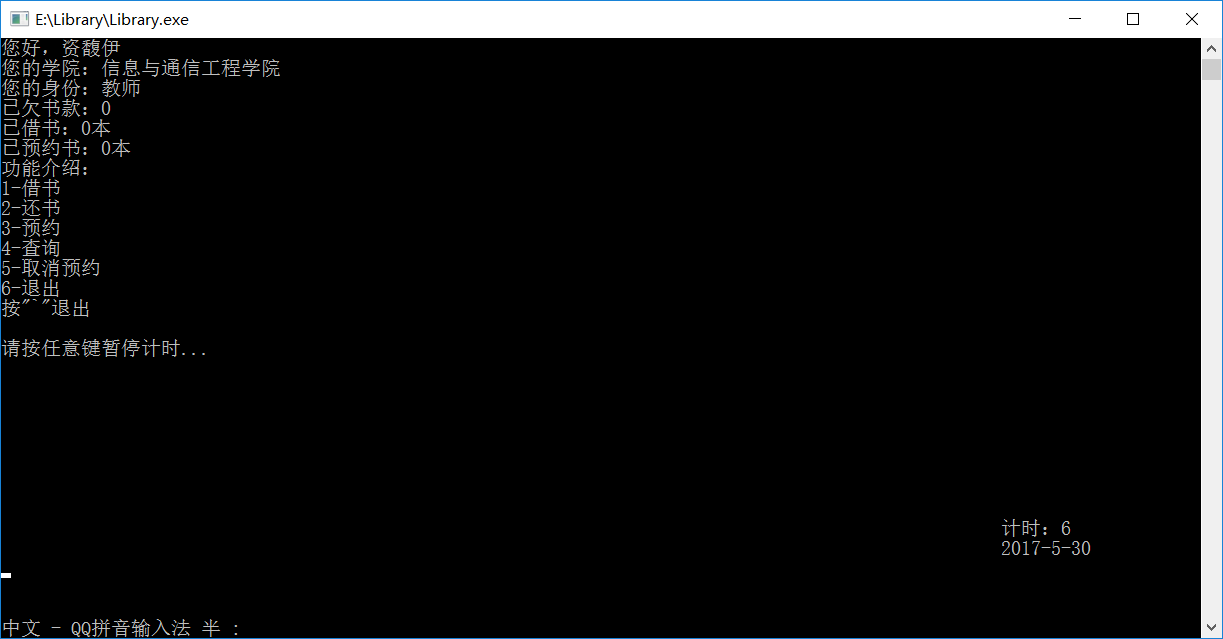 E:\Library\Library.exe
您好，资馥伊
您的学院：信息与通信工程学院
您的身份：教师
已欠书款：0
已借书：0本
已预约书：0本
功能介绍：
1-借书
2-还书
3-预约
4-查询
5-取消预约
6-退出
按"`"退出
请按任意键暂停计时...
计时：6
2017-5-30
中文 - QQ拼音输入法 半 :